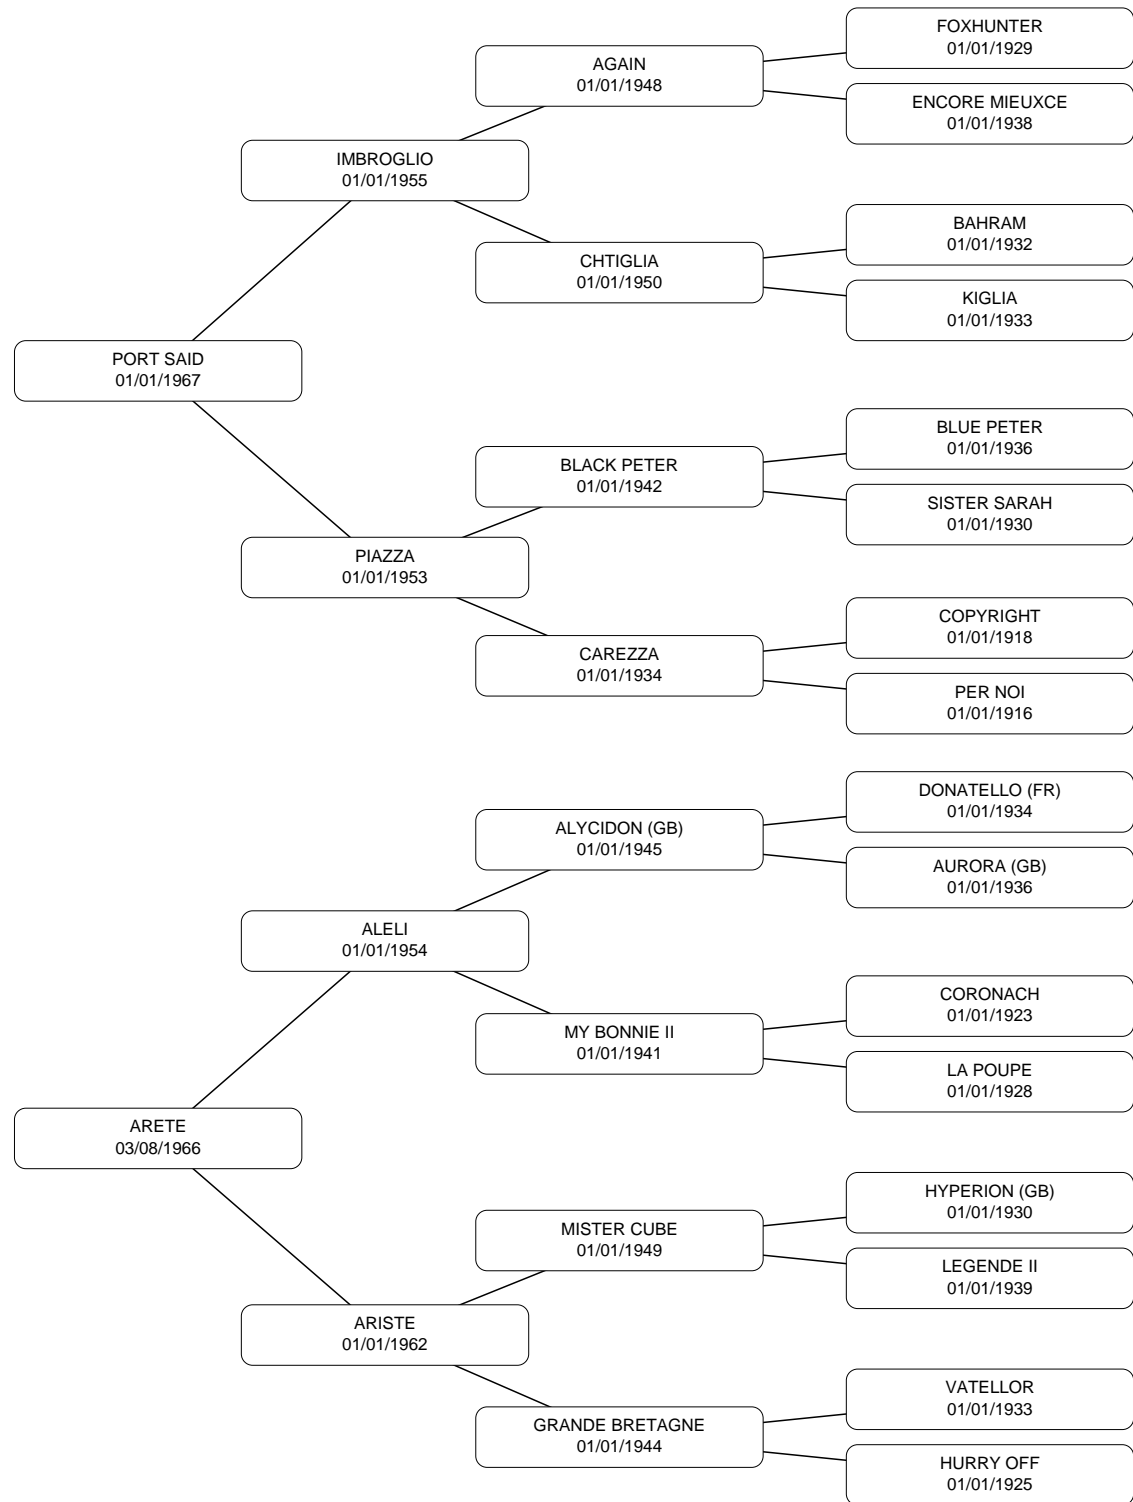 FOXHUNTER
01/01/1929
AGAIN
01/01/1948
ENCORE MIEUXCE
01/01/1938
IMBROGLIO
01/01/1955
BAHRAM
01/01/1932
CHTIGLIA
01/01/1950
KIGLIA
01/01/1933
PORT SAID
01/01/1967
BLUE PETER
01/01/1936
BLACK PETER
01/01/1942
SISTER SARAH
01/01/1930
PIAZZA
01/01/1953
COPYRIGHT
01/01/1918
CAREZZA
01/01/1934
PER NOI
01/01/1916
DONATELLO (FR)
01/01/1934
ALYCIDON (GB)
01/01/1945
AURORA (GB)
01/01/1936
ALELI
01/01/1954
CORONACH
01/01/1923
MY BONNIE II
01/01/1941
LA POUPE
01/01/1928
ARETE
03/08/1966
HYPERION (GB)
01/01/1930
MISTER CUBE
01/01/1949
LEGENDE II
01/01/1939
ARISTE
01/01/1962
VATELLOR
01/01/1933
GRANDE BRETAGNE
01/01/1944
HURRY OFF
01/01/1925